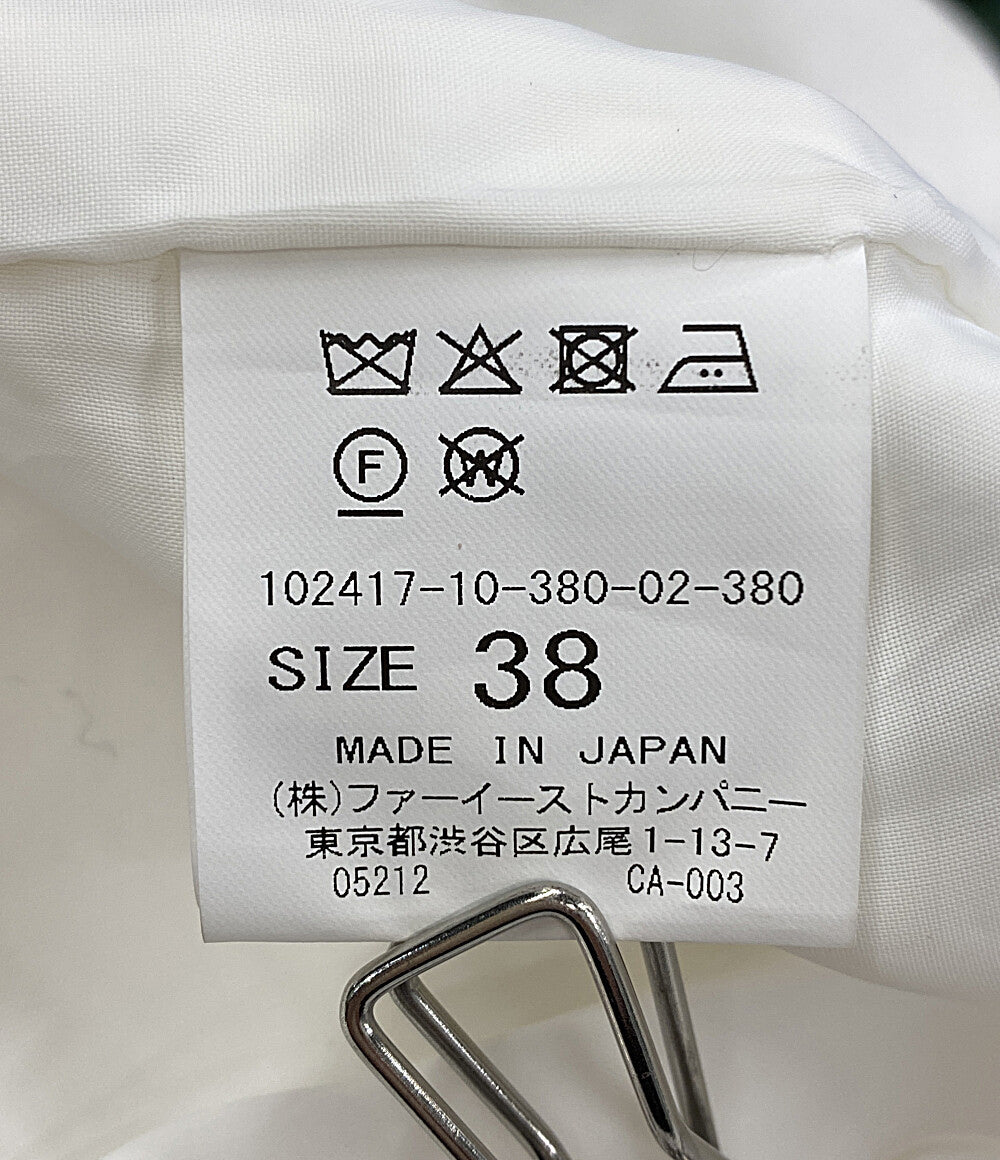 F W
102417-10-380-02-380
SIZE 38
MADE IN JAPAN
(株)ファーイーストカンパニー
東京都渋谷区広尾1-13-7
05212 CA-003